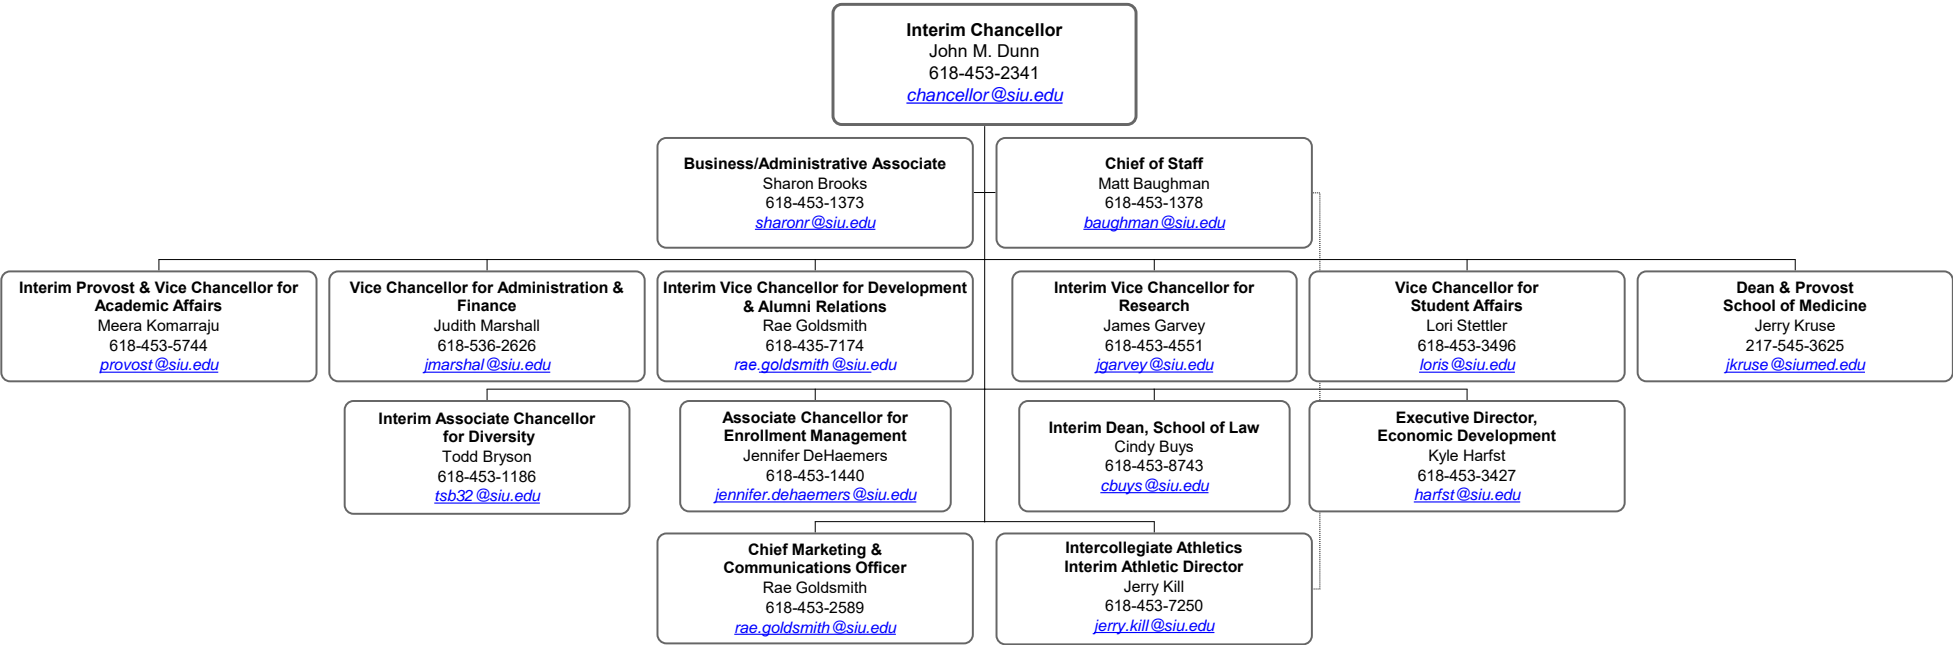 Interim Chancellor
John M. Dunn
618-453-2341
chancellor@siu.edu
Business/Administrative Associate
Sharon Brooks
618-453-1373
sharonr@siu.edu
Chief of Staff
Matt Baughman
618-453-1378
baughman@siu.edu
Interim Provost & Vice Chancellor for
Academic Affairs
Meera Komarraju
618-453-5744
provost@siu.edu
Vice Chancellor for Administration &
Finance
Judith Marshall
618-536-2626
jmarshal@siu.edu
Interim Vice Chancellor for Development
& Alumni Relations
Rae Goldsmith
618-435-7174
rae.goldsmith@siu.edu
Interim Vice Chancellor for
Research
James Garvey
618-453-4551
jgarvey@siu.edu
Vice Chancellor for
Student Affairs
Lori Stettler
618-453-3496
loris@siu.edu
Dean & Provost
School of Medicine
Jerry Kruse
217-545-3625
jkruse@siumed.edu
Interim Associate Chancellor
for Diversity
Todd Bryson
618-453-1186
tsb32@siu.edu
Associate Chancellor for
Enrollment Management
Jennifer DeHaemers
618-453-1440
jennifer.dehaemers@siu.edu
Interim Dean, School of Law
Cindy Buys
618-453-8743
cbuys@siu.edu
Executive Director,
Economic Development
Kyle Harfst
618-453-3427
harfst@siu.edu
Chief Marketing &
Communications Officer
Rae Goldsmith
618-453-2589
rae.goldsmith@siu.edu
Intercollegiate Athletics
Interim Athletic Director
Jerry Kill
618-453-7250
jerry.kill@siu.edu